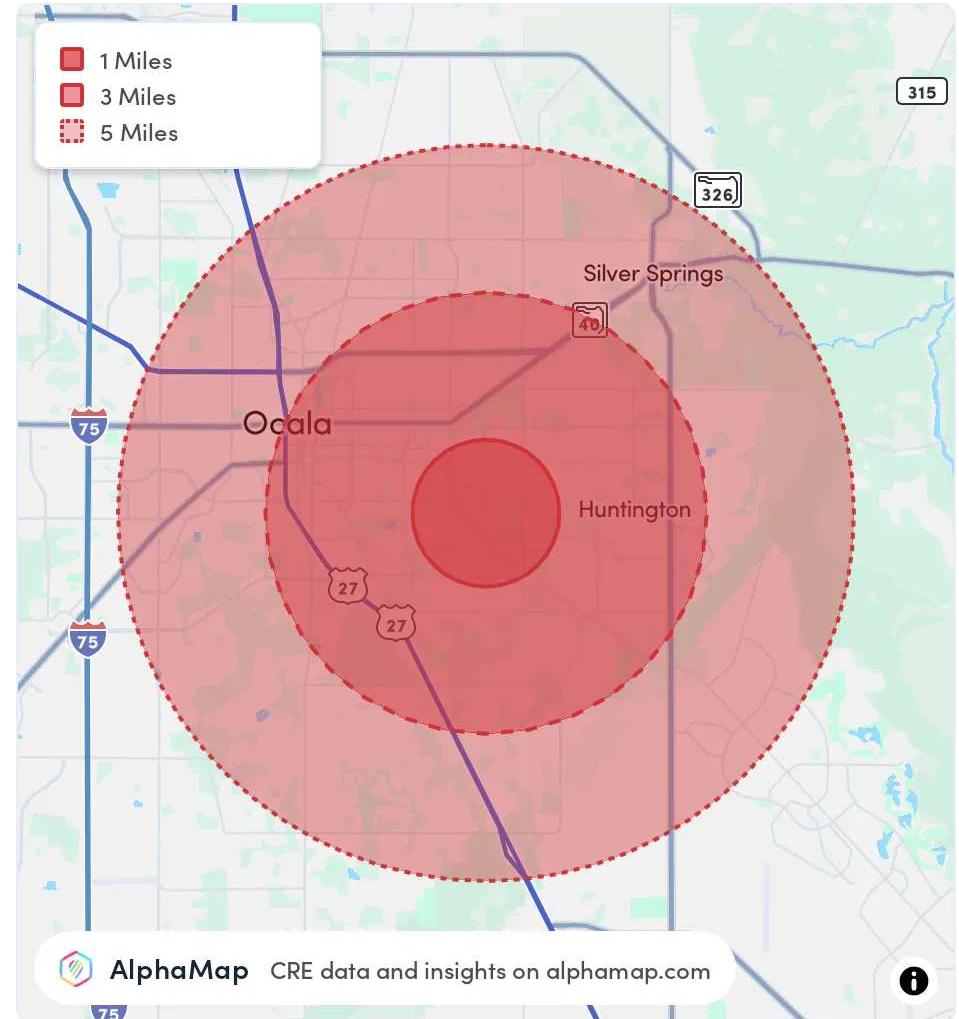 1 Miles
3 Miles
5 Miles
315
326
Silver Springs
40
Ocala
75
Huntington
27
27
75
AlphaMap CRE data and insights on alphamap.com
75